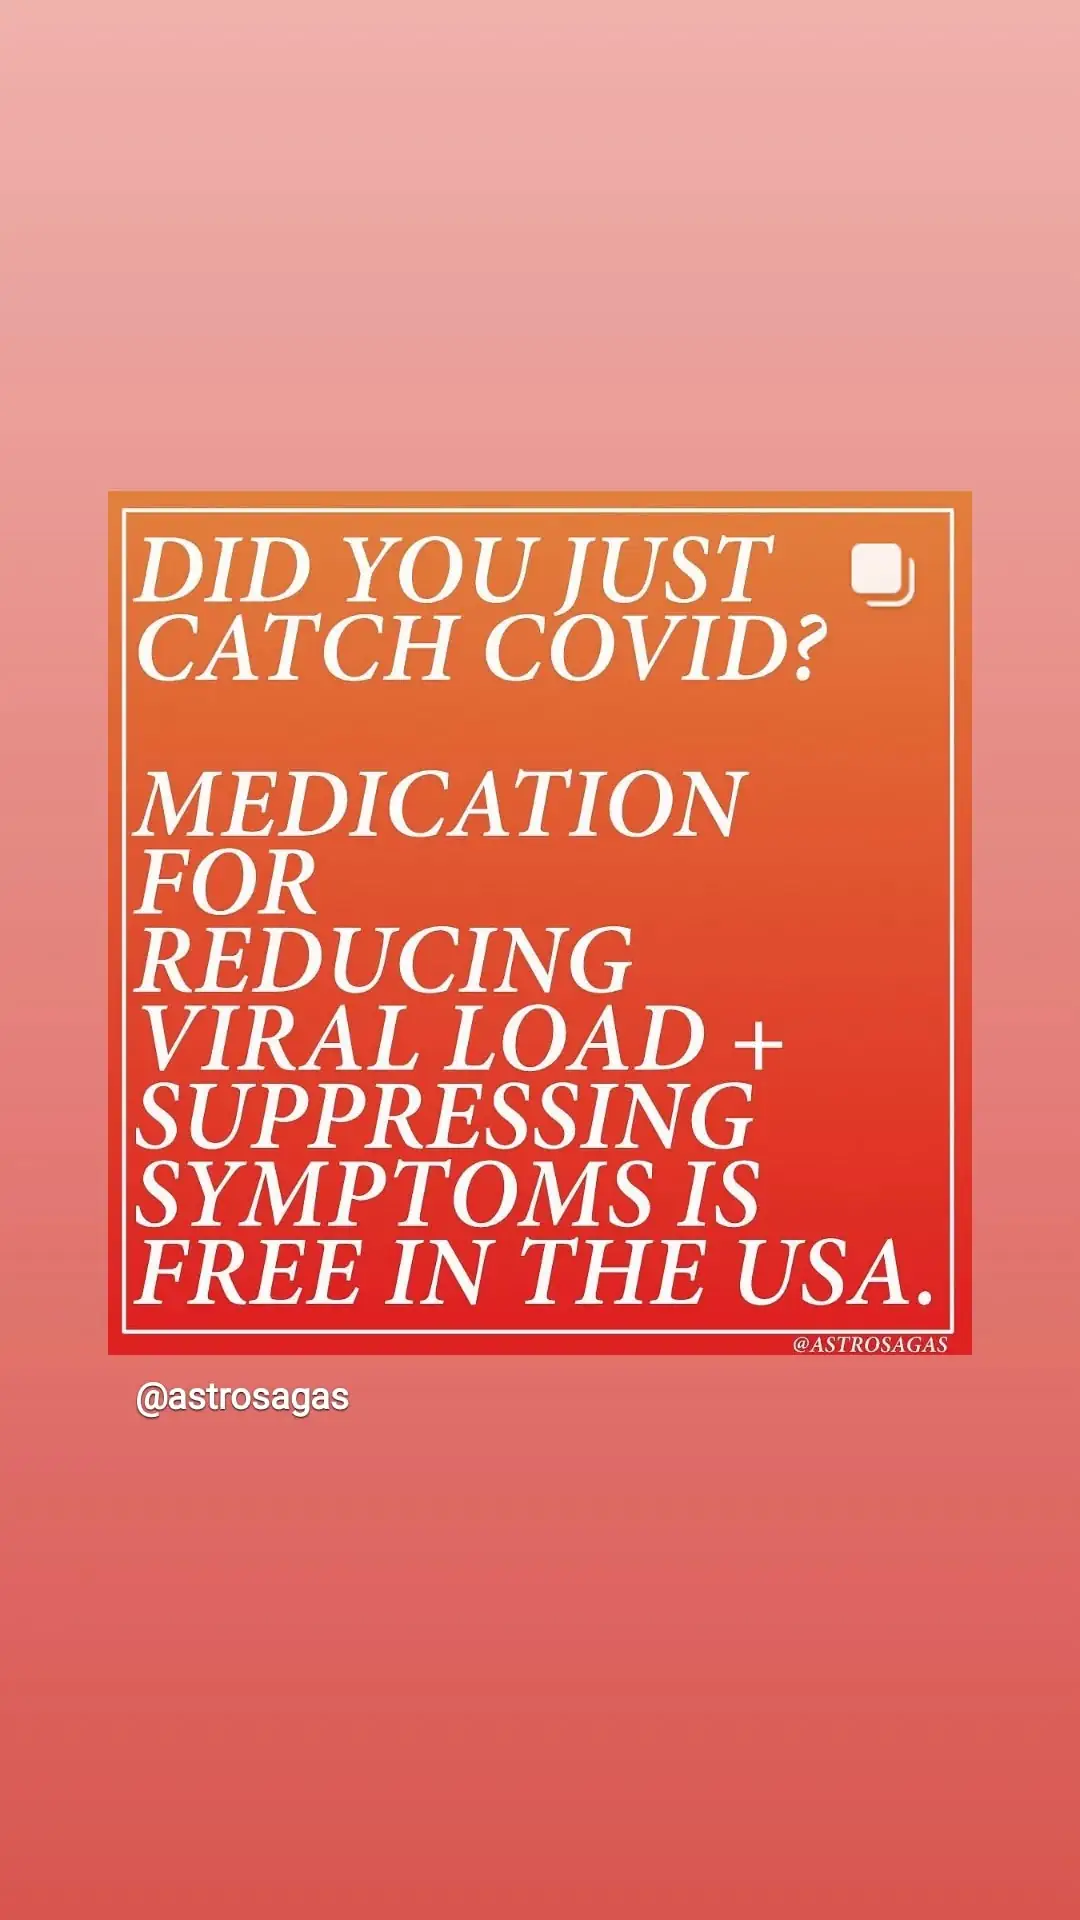 DID YOU JUST
CATCH COVID?
MEDICATION
FOR
REDUCING
VIRAL LOAD +
SUPPRESSING
SYMPTOMS IS
FREE IN THE USA.
@ASTROSAGAS
@astrosagas